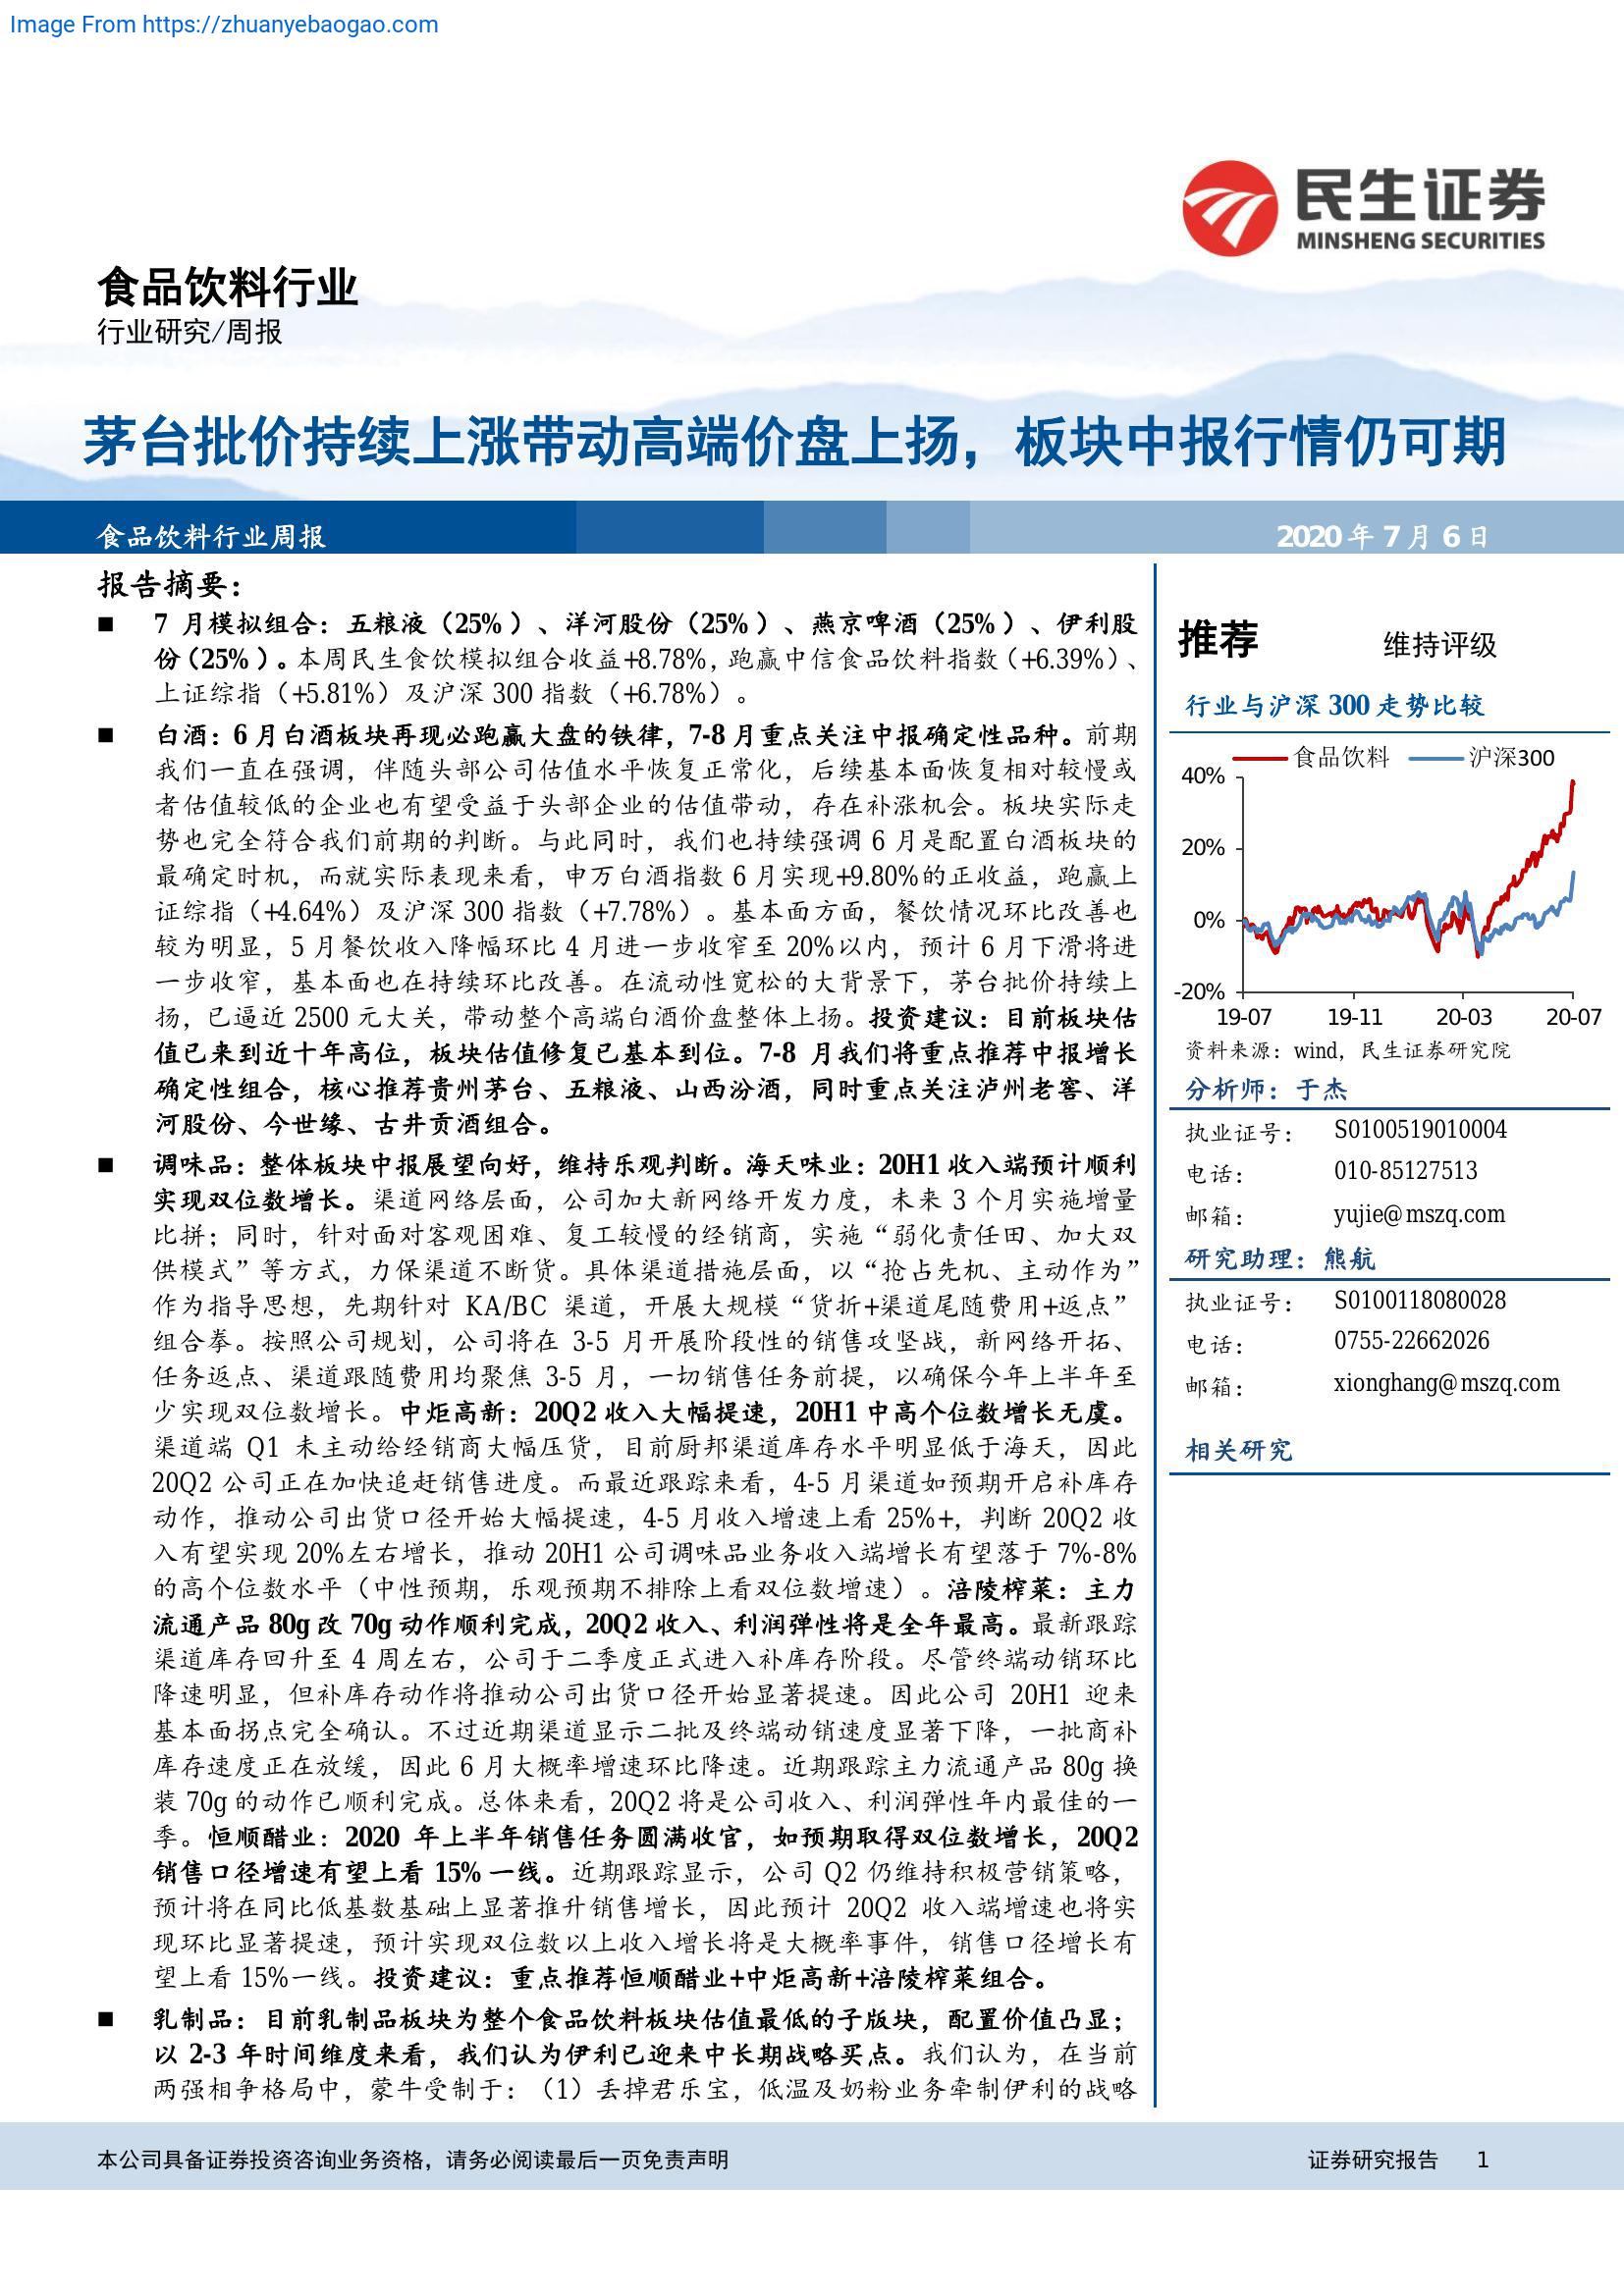 Image From https://zhuanyebaogao.com
民生证券
MINSHENG SECURITIES
食品饮料行业
行业研究/周报
茅台批价持续上涨带动高端价盘上扬，板块中报行情仍可期
食品饮料行业周报
2020 年 7 月 6 日
报告摘要：
■ 7 月模拟组合：五粮液（25%）、洋河股份（25%）、燕京啤酒（25%）、伊利股
份（25%）。本周民生食饮模拟组合收益+8.78%，跑赢中信食品饮料指数（+6.39%）、
上证综指（+5.81%）及沪深 300 指数（+6.78%）。
■ 白酒：6 月白酒板块再现必跑赢大盘的铁律，7-8 月重点关注中报确定性品种。前期
我们一直在强调，伴随头部公司估值水平恢复正常化，后续基本面恢复相对较慢或
者估值较低的企业也有望受益于头部企业的估值带动，存在补涨机会。板块实际走
势也完全符合我们前期的判断。与此同时，我们也持续强调 6 月是配置白酒板块的
最确定时机，而就实际表现来看，申万白酒指数 6 月实现+9.80%的正收益，跑赢上
证综指（+4.64%）及沪深 300 指数（+7.78%）。基本面方面，餐饮情况环比改善也
较为明显，5 月餐饮收入降幅环比 4 月进一步收窄至 20%以内，预计 6 月下滑将进
一步收窄，基本面也在持续环比改善。在流动性宽松的大背景下，茅台批价持续上
扬，已逼近 2500 元大关，带动整个高端白酒价盘整体上扬。投资建议：目前板块估
值已来到近十年高位，板块估值修复已基本到位。7-8 月我们将重点推荐中报增长
确定性组合，核心推荐贵州茅台、五粮液、山西汾酒，同时重点关注泸州老窖、洋
河股份、今世缘、古井贡酒组合。
■ 调味品：整体板块中报展望向好，维持乐观判断。海天味业：20H1 收入端预计顺利
实现双位数增长。渠道网络层面，公司加大新网络开发力度，未来 3 个月实施增量
比拼；同时，针对面对客观困难、复工较慢的经销商，实施“弱化责任田、加大双
供模式”等方式，力保渠道不断货。具体渠道措施层面，以“抢占先机、主动作为”
作为指导思想，先期针对 KA/BC 渠道，开展大规模“货折+渠道尾随费用+返点”
组合拳。按照公司规划，公司将在 3-5 月开展阶段性的销售攻坚战，新网络开拓、
任务返点、渠道跟随费用均聚焦 3-5 月，一切销售任务前提，以确保今年上半年至
少实现双位数增长。中炬高新：20Q2 收入大幅提速，20H1 中高个位数增长无虞。
渠道端 Q1 未主动给经销商大幅压货，目前厨邦渠道库存水平明显低于海天，因此
20Q2 公司正在加快追赶销售进度。而最近跟踪来看，4-5 月渠道如预期开启补库存
动作，推动公司出货口径开始大幅提速，4-5 月收入增速上看 25%+，判断 20Q2 收
入有望实现 20%左右增长，推动 20H1 公司调味品业务收入端增长有望落于 7%-8%
的高个位数水平（中性预期，乐观预期不排除上看双位数增速）。涪陵榨菜：主力
流通产品 80g 改 70g 动作顺利完成，20Q2 收入、利润弹性将是全年最高。最新跟踪
渠道库存回升至 4 周左右，公司于二季度正式进入补库存阶段。尽管终端动销环比
降速明显，但补库存动作将推动公司出货口径开始显著提速。因此公司 20H1 迎来
基本面拐点完全确认。不过近期渠道显示二批及终端动销速度显著下降，一批商补
库存速度正在放缓，因此 6 月大概率增速环比降速。近期跟踪主力流通产品 80g 换
装 70g 的动作已顺利完成。总体来看，20Q2 将是公司收入、利润弹性年内最佳的一
季。恒顺醋业：2020 年上半年销售任务圆满收官，如预期取得双位数增长，20Q2
销售口径增速有望上看 15%一线。近期跟踪显示，公司 Q2 仍维持积极营销策略，
预计将在同比低基数基础上显著推升销售增长，因此预计 20Q2 收入端增速也将实
现环比显著提速，预计实现双位数以上收入增长将是大概率事件，销售口径增长有
望上看 15%一线。投资建议：重点推荐恒顺醋业+中炬高新+涪陵榨菜组合。
■ 乳制品：目前乳制品板块为整个食品饮料板块估值最低的子版块，配置价值凸显；
以 2-3 年时间维度来看，我们认为伊利已迎来中长期战略买点。我们认为，在当前
两强相争格局中，蒙牛受制于：（1）丢掉君乐宝，低温及奶粉业务牵制伊利的战略
推荐 维持评级
行业与沪深 300 走势比较
食品饮料 沪深300
40%
20%
0%
-20%
19-07 19-11 20-03 20-07
资料来源：wind，民生证券研究院
分析师：于杰
执业证号： S0100519010004
电话： 010-85127513
邮箱： yujie@mszq.com
研究助理：熊航
执业证号： S0100118080028
电话： 0755-22662026
邮箱： xionghang@mszq.com
相关研究
本公司具备证券投资咨询业务资格，请务必阅读最后一页免责声明
证券研究报告 1